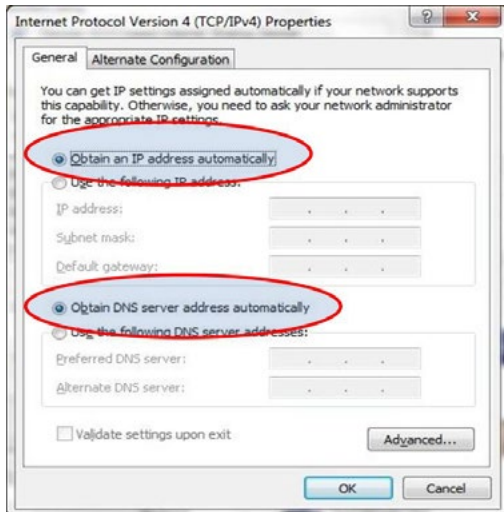 Internet Protocol Version 4 (TCP/IPv4) Properties
General
Alternate Configuration
You can get IP settings assigned automatically if your network supports
this capability. Otherwise, you need to ask your network administrator
for the appropriate IP settings.
Obtain an IP address automatically
Use the following IP address:
IP address:
Subnet mask:
Default gateway:
Obtain DNS server address automatically
Use the following DNS server addresses:
Preferred DNS server:
Alternate DNS server:
Validate settings upon exit
Advanced...
OK
Cancel